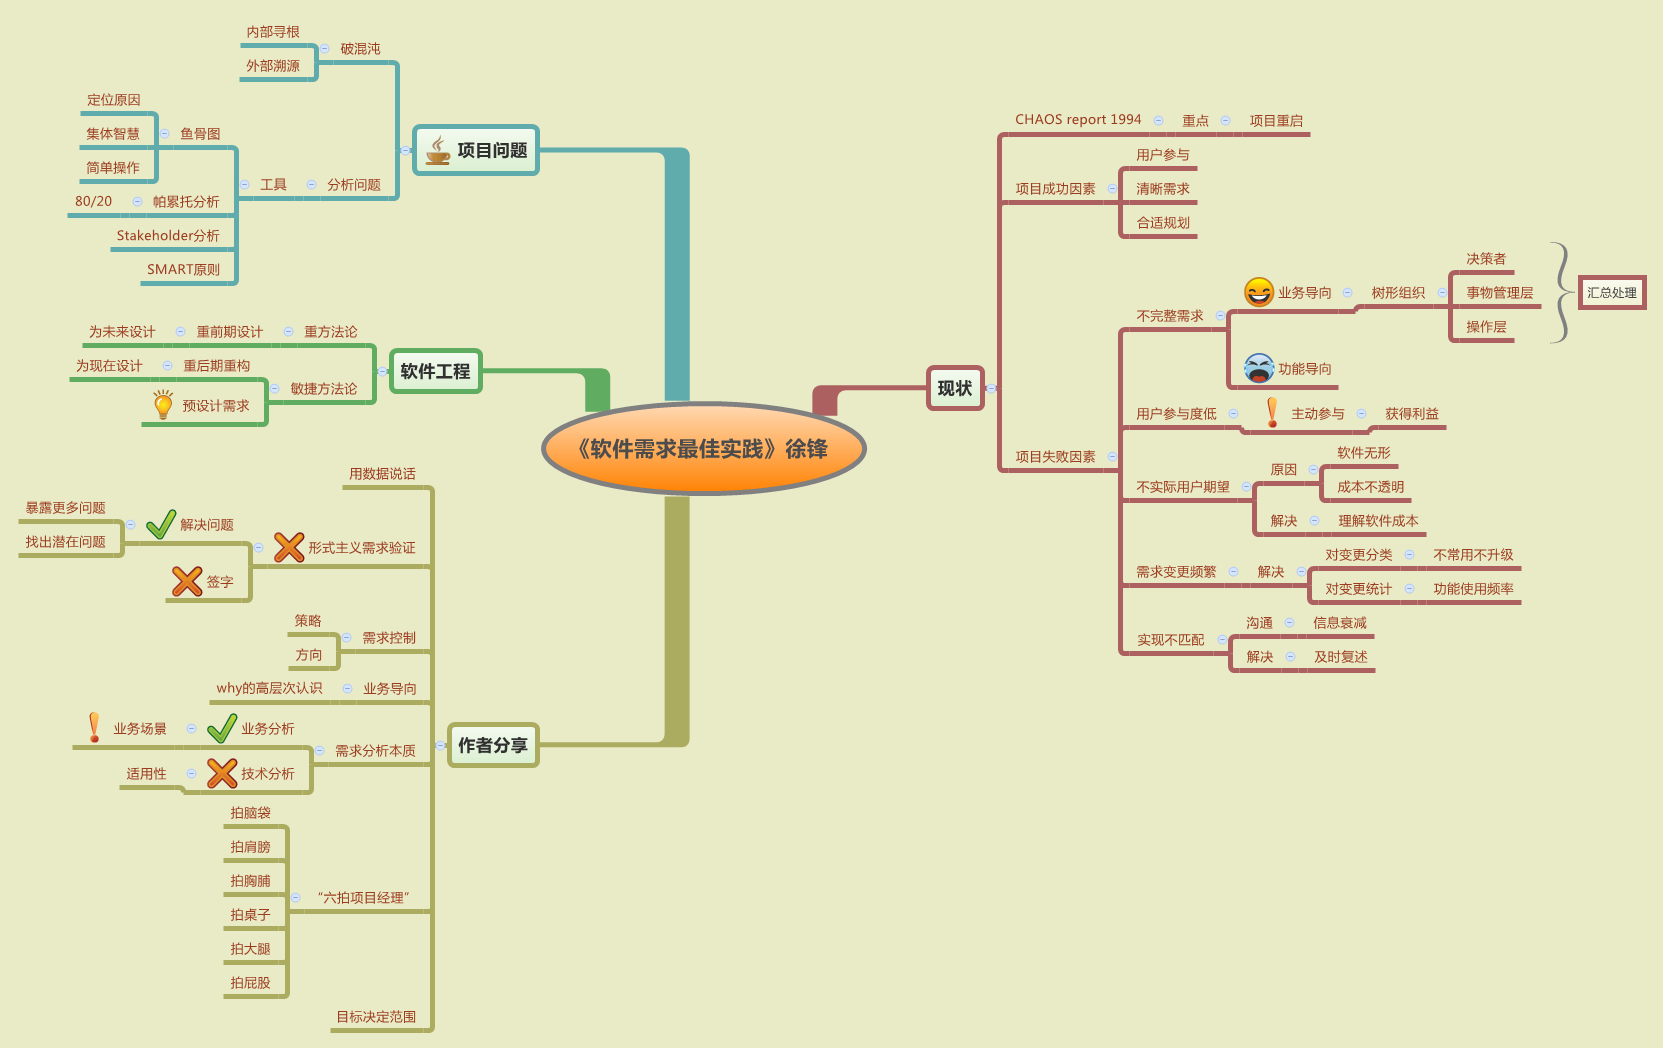 《软件需求最佳实践》徐锋
项目问题
破混沌
内部寻根
外部溯源
分析问题
工具
鱼骨图
定位原因
集体智慧
简单操作
帕累托分析
80/20
Stakeholder分析
SMART原则
软件工程
重方法论
重前期设计
为未来设计
敏捷方法论
重后期重构
为现在设计
预设计需求
作者分享
用数据说话
形式主义需求验证
解决问题
暴露更多问题
找出潜在问题
签字
需求控制
策略
方向
业务导向
why的高层次认识
需求分析本质
业务分析
业务场景
技术分析
适用性
“六拍项目经理”
拍脑袋
拍肩膀
拍胸脯
拍桌子
拍大腿
拍屁股
目标决定范围
现状
CHAOS report 1994
重点
项目重启
项目成功因素
用户参与
清晰需求
合适规划
项目失败因素
不完整需求
业务导向
树形组织
决策者
事物管理层
操作层
汇总处理
功能导向
用户参与度低
主动参与
获得利益
不实际用户期望
原因
软件无形
成本不透明
解决
理解软件成本
需求变更频繁
解决
对变更分类
不常用不升级
对变更统计
功能使用频率
实现不匹配
沟通
信息衰减
解决
及时复述